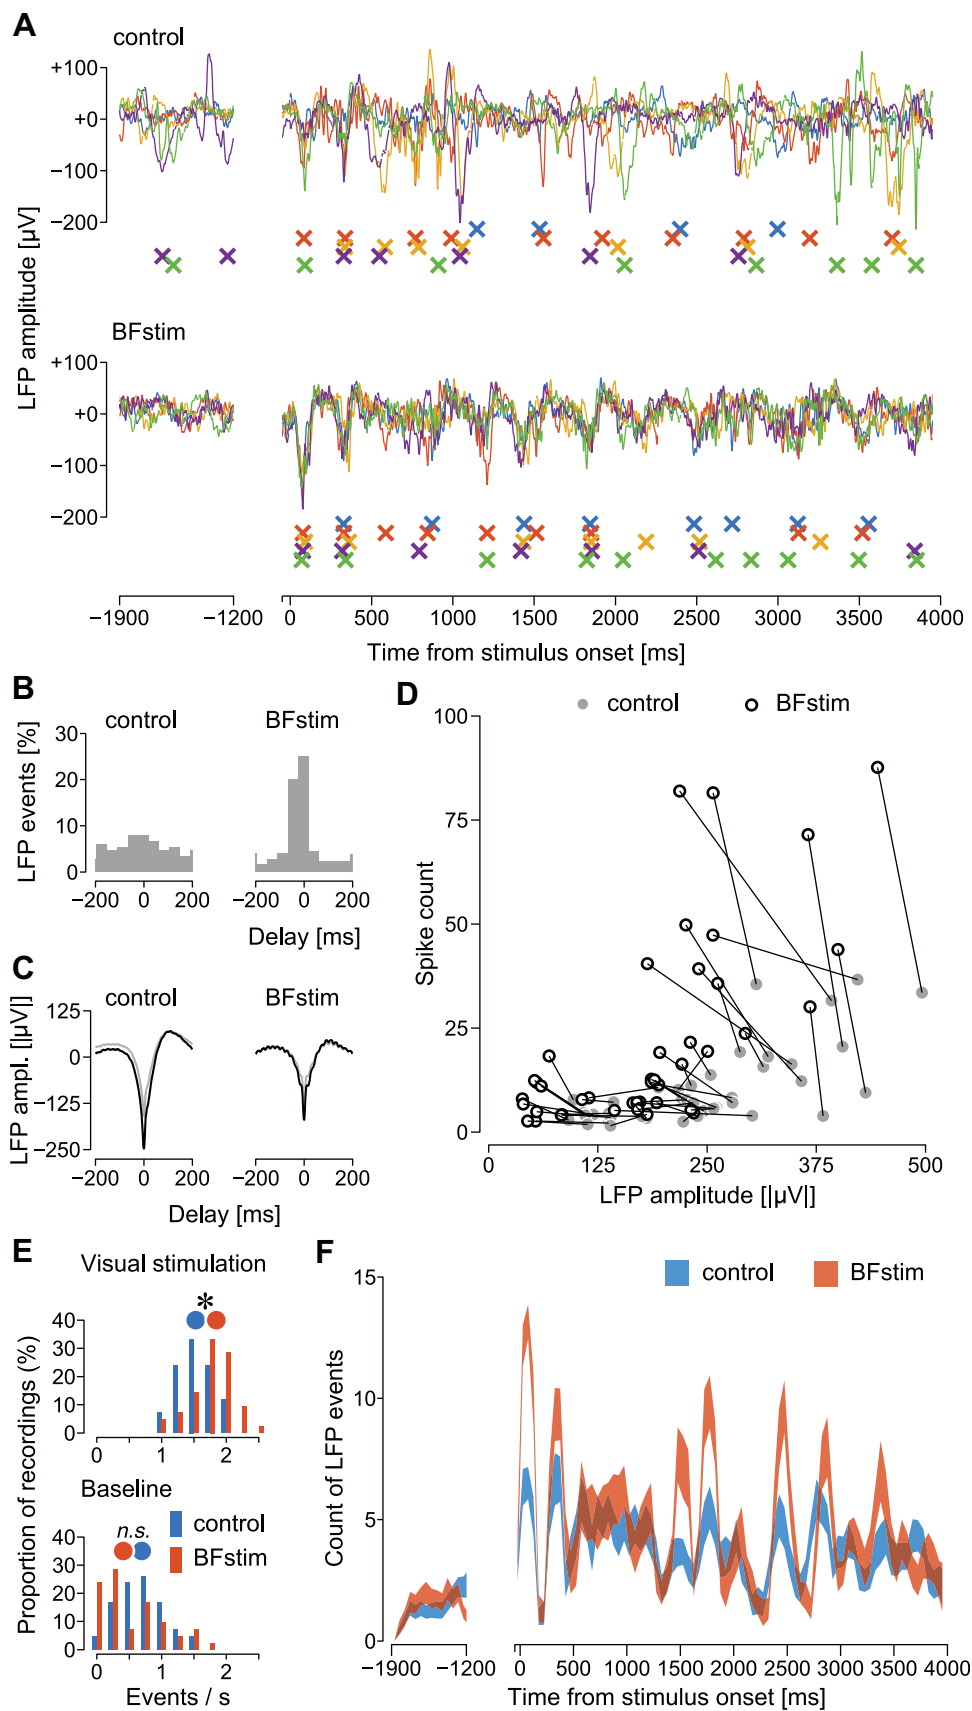 A
control
+100
+0
−100
−200
BFstim
+100
+0
−100
−200
LFP amplitude [µV]
−1900
−1200
0
500
1000
1500
2000
2500
3000
3500
4000
Time from stimulus onset [ms]
B
control
BFstim
LFP events [%]
30
20
10
0
−200
0
200
−200
0
200
Delay [ms]
C
control
BFstim
LFP ampl. [|µV|]
125
0
−125
−250
−200
0
200
−200
0
200
Delay [ms]
D
control
BFstim
Spike count
100
75
50
25
0
0
125
250
375
500
LFP amplitude [|µV|]
E
Visual stimulation
*
40
30
20
10
0
0
1
2
Proportion of recordings (%)
Baseline
n.s.
control
BFstim
40
30
20
10
0
0
1
2
Events / s
F
control
BFstim
Count of LFP events
15
10
5
0
−1900
−1200
0
500
1000
1500
2000
2500
3000
3500
4000
Time from stimulus onset [ms]